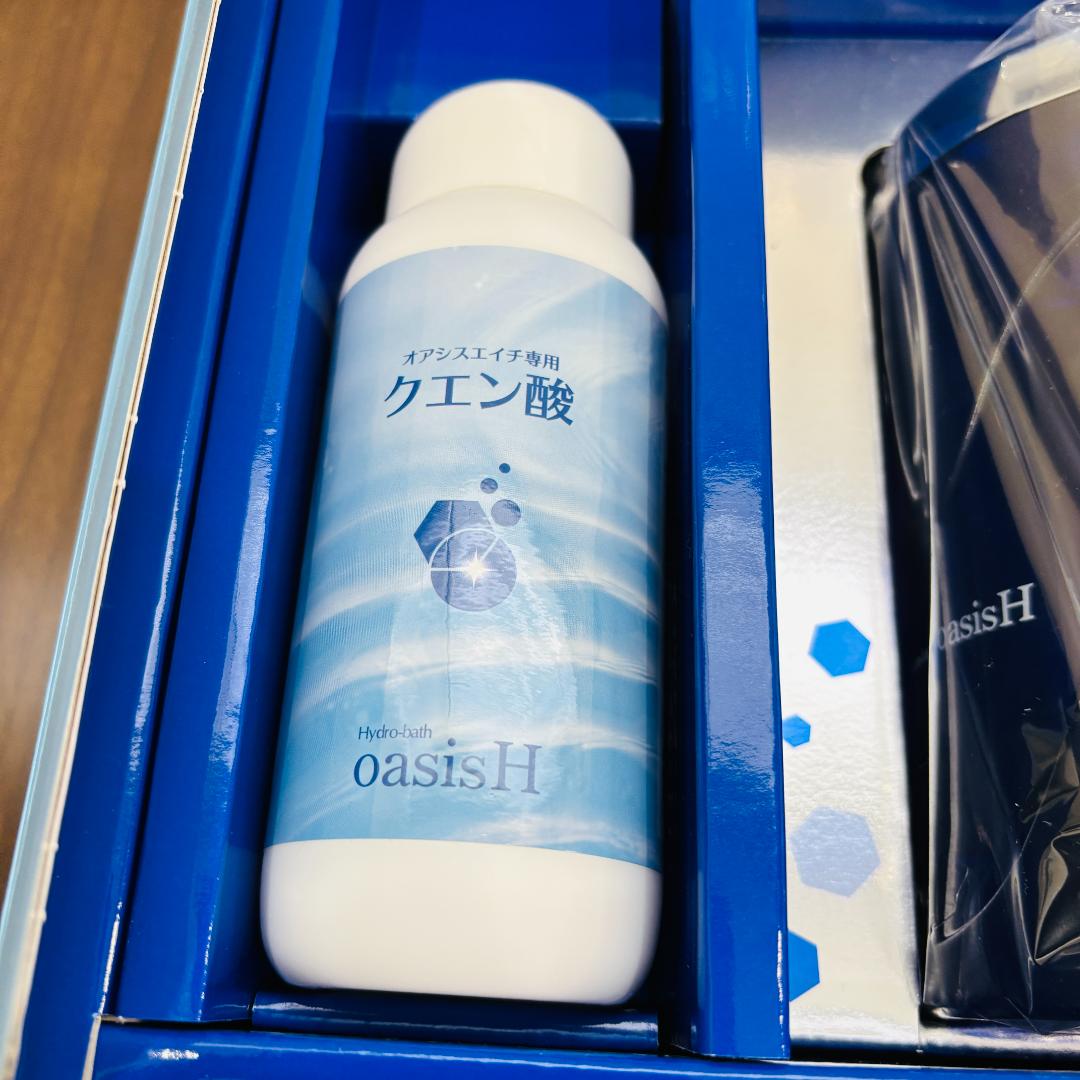 オアシスエイチ専用
クエン酸
Hydro-bath
oasisH
oasisH